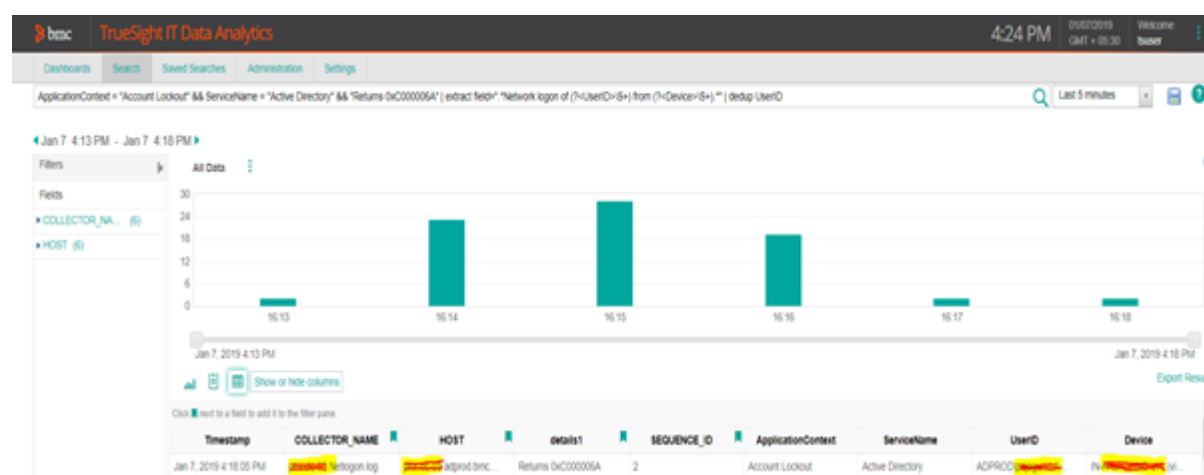 bmc TrueSight IT Data Analytics
4:24 PM
01/07/2019
GMT + 05:30
Welcome
tsuser
Dashboards Search Saved Searches Administration Settings
ApplicationContext = "Account Lockout" && ServiceName = "Active Directory" && "Returns 0xC000006A" | extract field=".*Network logon of (?<UserID>\S+) from (?<Device>\S+).*" | dedup UserID
Last 5 minutes
Jan 7 4:13 PM - Jan 7 4:18 PM
Filters
All Data
Fields
COLLECTOR_NA... (6)
HOST (6)
30
24
18
12
6
0
16:13 16:14 16:15 16:16 16:17 16:18
Jan 7, 2019 4:13 PM
Jan 7, 2019 4:18 PM
Show or hide columns
Export Resu
Click next to a field to add it to the filter pane.
Timestamp COLLECTOR_NAME HOST details1 SEQUENCE_ID ApplicationContext ServiceName UserID Device
Jan 7, 2019 4:18:05 PM Netlogon.log adprod.bmc... Returns 0xC000006A 2 Account Lockout Active Directory ADPROD